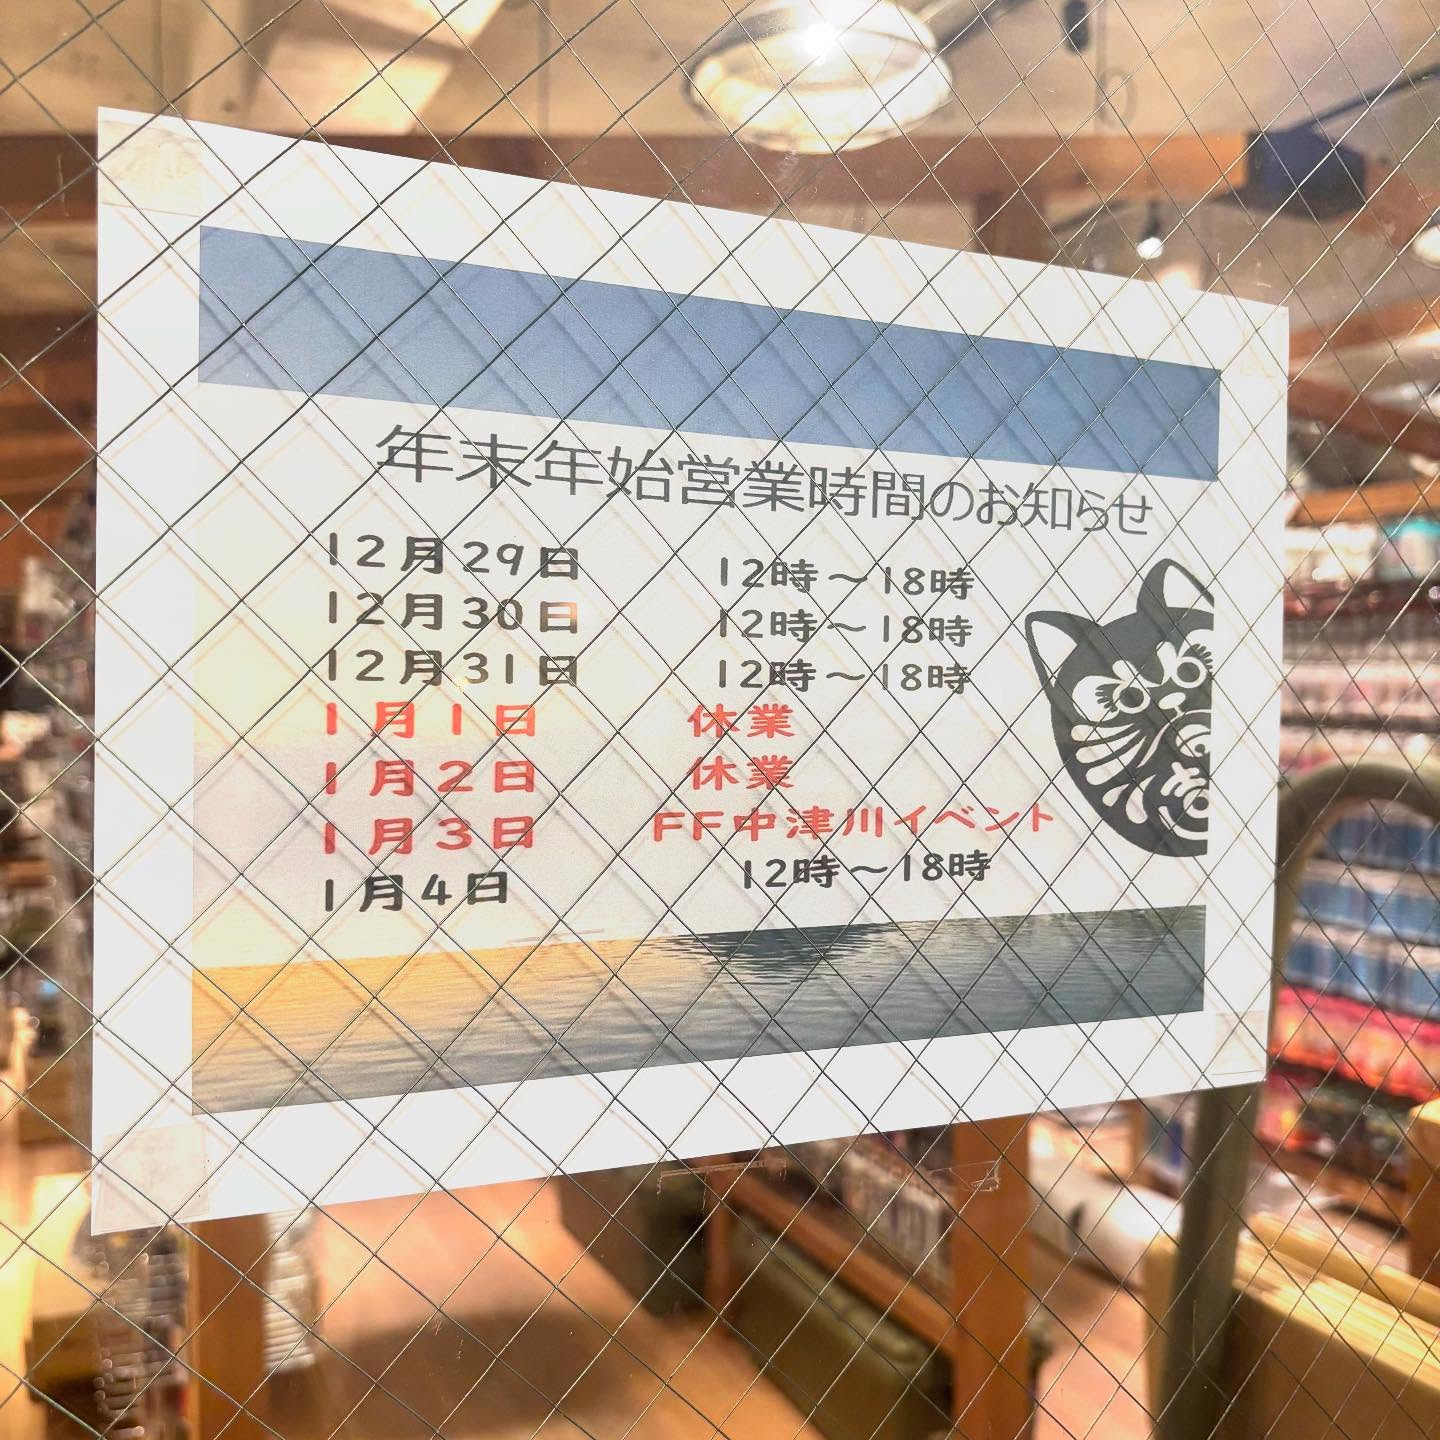 年末年始営業時間のお知らせ
12月29日 12時～18時
12月30日 12時～18時
12月31日 12時～18時
1月1日 休業
1月2日 休業
1月3日 FF中津川イベント
1月4日 12時～18時